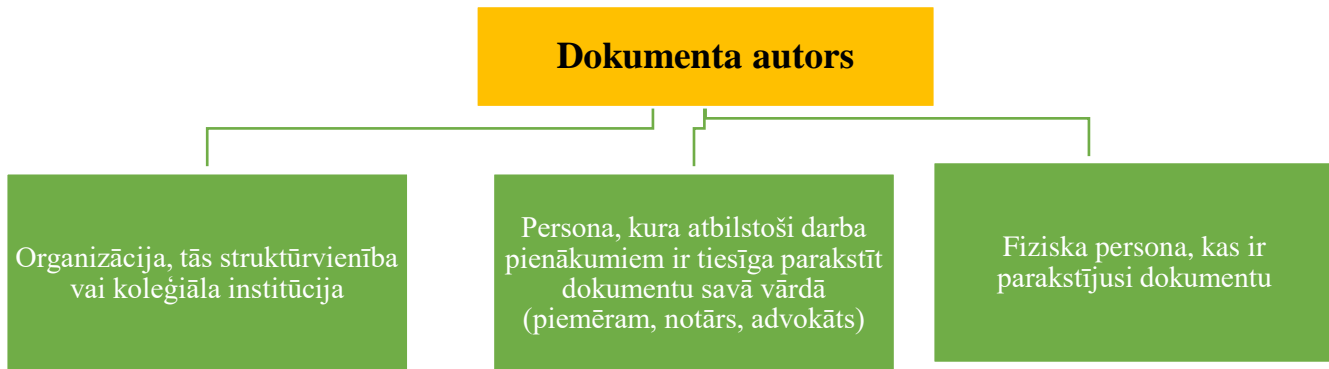 Dokumenta autors
Organizācija, tās struktūrvienība
vai koleģiāla institūcija
Persona, kura atbilstoši darba
pienākumiem ir tiesīga parakstīt
dokumentu savā vārdā
(piemēram, notārs, advokāts)
Fiziska persona, kas ir
parakstījusi dokumentu